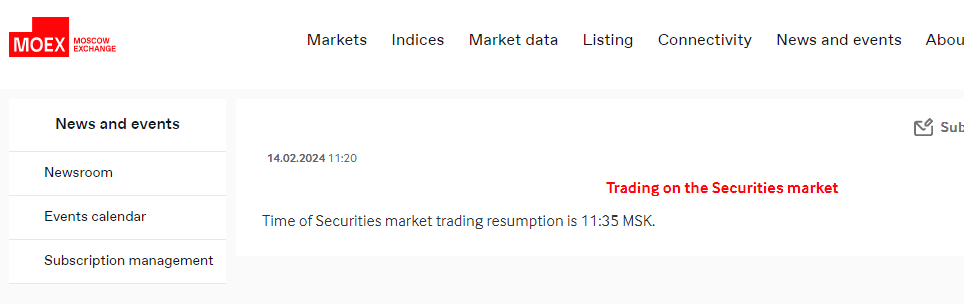 MOEX MOSCOW
EXCHANGE
Markets Indices Market data Listing Connectivity News and events Abou
News and events
Newsroom
Events calendar
Subscription management
Sub
14.02.2024 11:20
Trading on the Securities market
Time of Securities market trading resumption is 11:35 MSK.